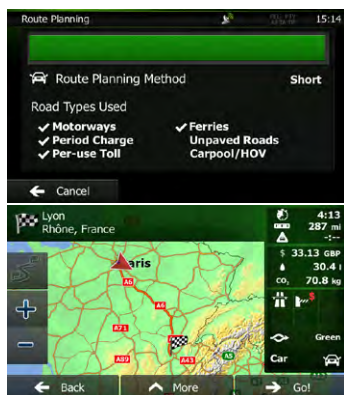 Route Planning
15:14
Route Planning Method
Short
Road Types Used
Motorways
Ferries
Period Charge
Unpaved Roads
Per-use Toll
Carpool/HOV
Cancel
Lyon
Rhône, France
4:13
287 mi
-:--
$ 33.13 GBP
30.4 l
CO₂ 70.8 kg
Green
Car
aris
A5
A6
A71
A89
A43
A5
Back
More
Go!